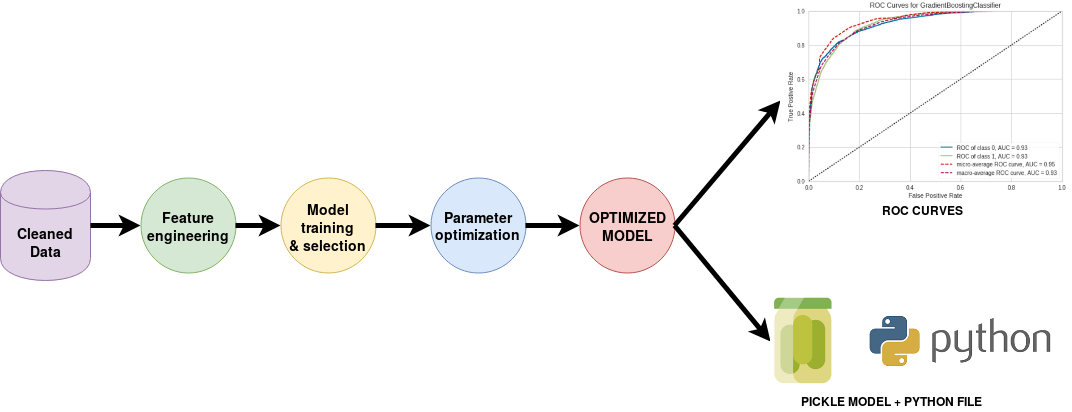 ROC Curves for GradientBoostingClassifier
1.0
0.8
0.6
0.4
0.2
0.0
True Positive Rate
ROC of class 0, AUC = 0.93
ROC of class 1, AUC = 0.93
micro-average ROC curve, AUC = 0.95
macro-average ROC curve, AUC = 0.93
0.0 0.2 0.4 0.6 0.8 1.0
False Positive Rate
ROC CURVES
Cleaned
Data
Feature
engineering
Model
training
& selection
Parameter
optimization
OPTIMIZED
MODEL
python
PICKLE MODEL + PYTHON FILE